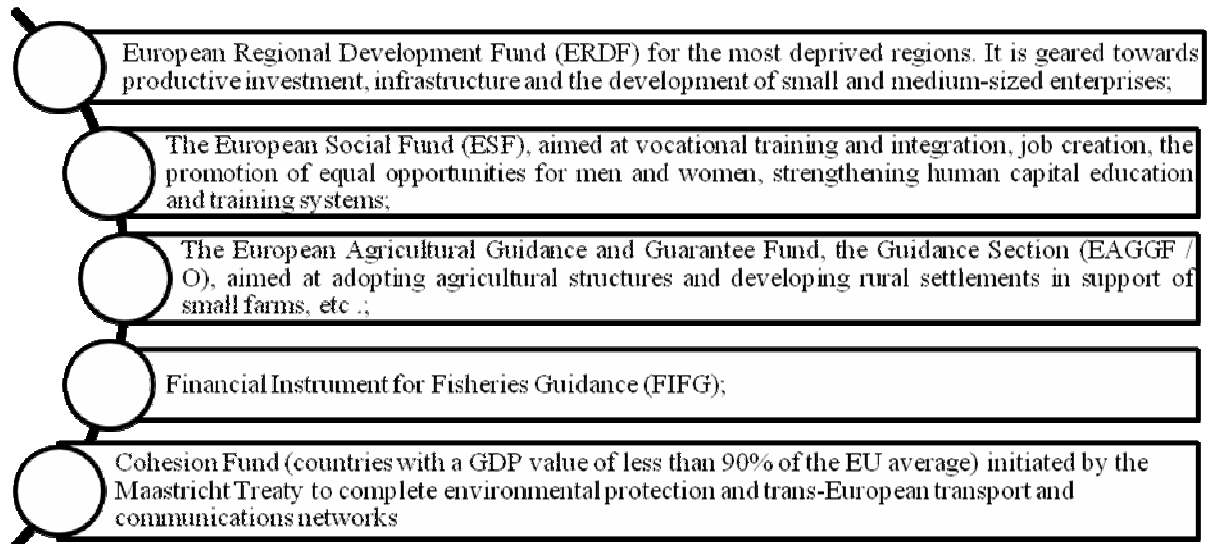 European Regional Development Fund (ERDF) for the most deprived regions. It is geared towards
productive investment, infrastructure and the development of small and medium-sized enterprises;
The European Social Fund (ESF), aimed at vocational training and integration, job creation, the
promotion of equal opportunities for men and women, strengthening human capital education
and training systems;
The European Agricultural Guidance and Guarantee Fund, the Guidance Section (EAGGF /
O), aimed at adopting agricultural structures and developing rural settlements in support of
small farms, etc .;
Financial Instrument for Fisheries Guidance (FIFG);
Cohesion Fund (countries with a GDP value of less than 90% of the EU average) initiated by the
Maastricht Treaty to complete environmental protection and trans-European transport and
communications networks